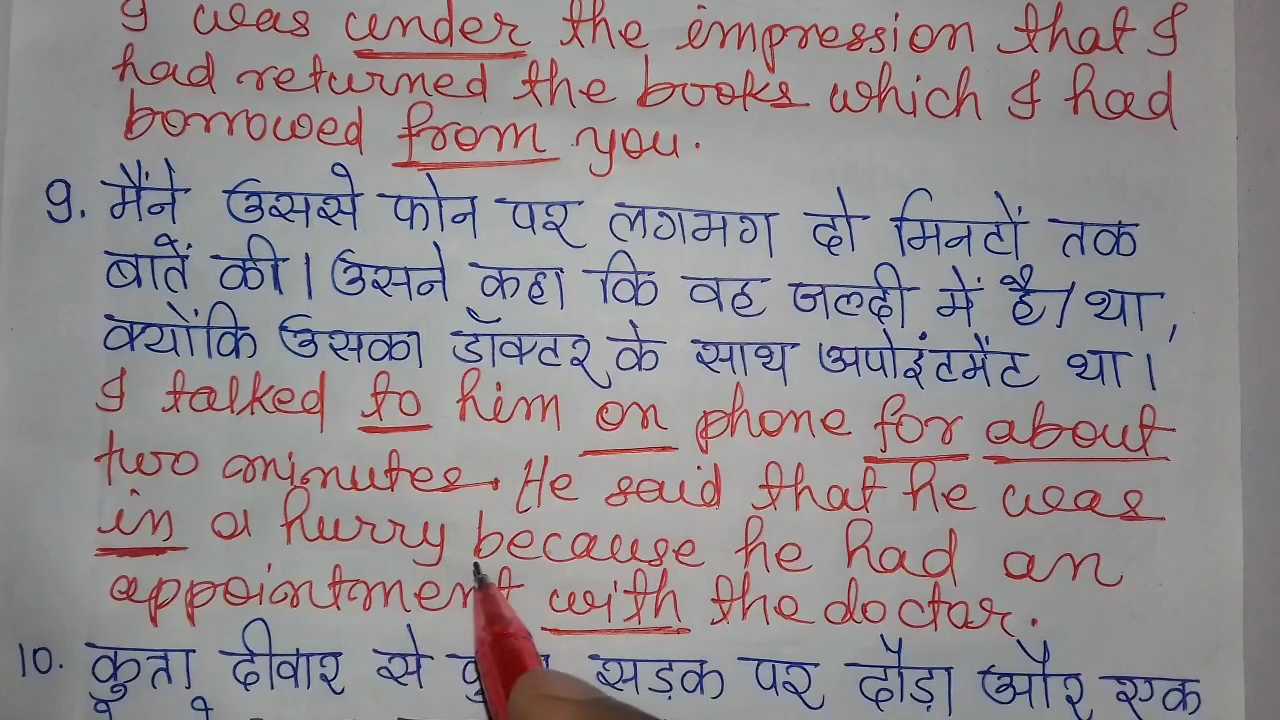 I was under the impression that I
had returned the books which I had
borrowed from you.
9. मैंने उससे फोन पर लगभग दो मिनटों तक
बातें की। उसने कहा कि वह जल्दी में है/था,
क्योंकि उसका डॉक्टर के साथ अपोइंटमेंट था।
I talked to him on phone for about
two minutes. He said that he was
in a hurry because he had an
appointment with the doctor.
10. कुत्ता दीवार से सड़क पर दौड़ा और एक